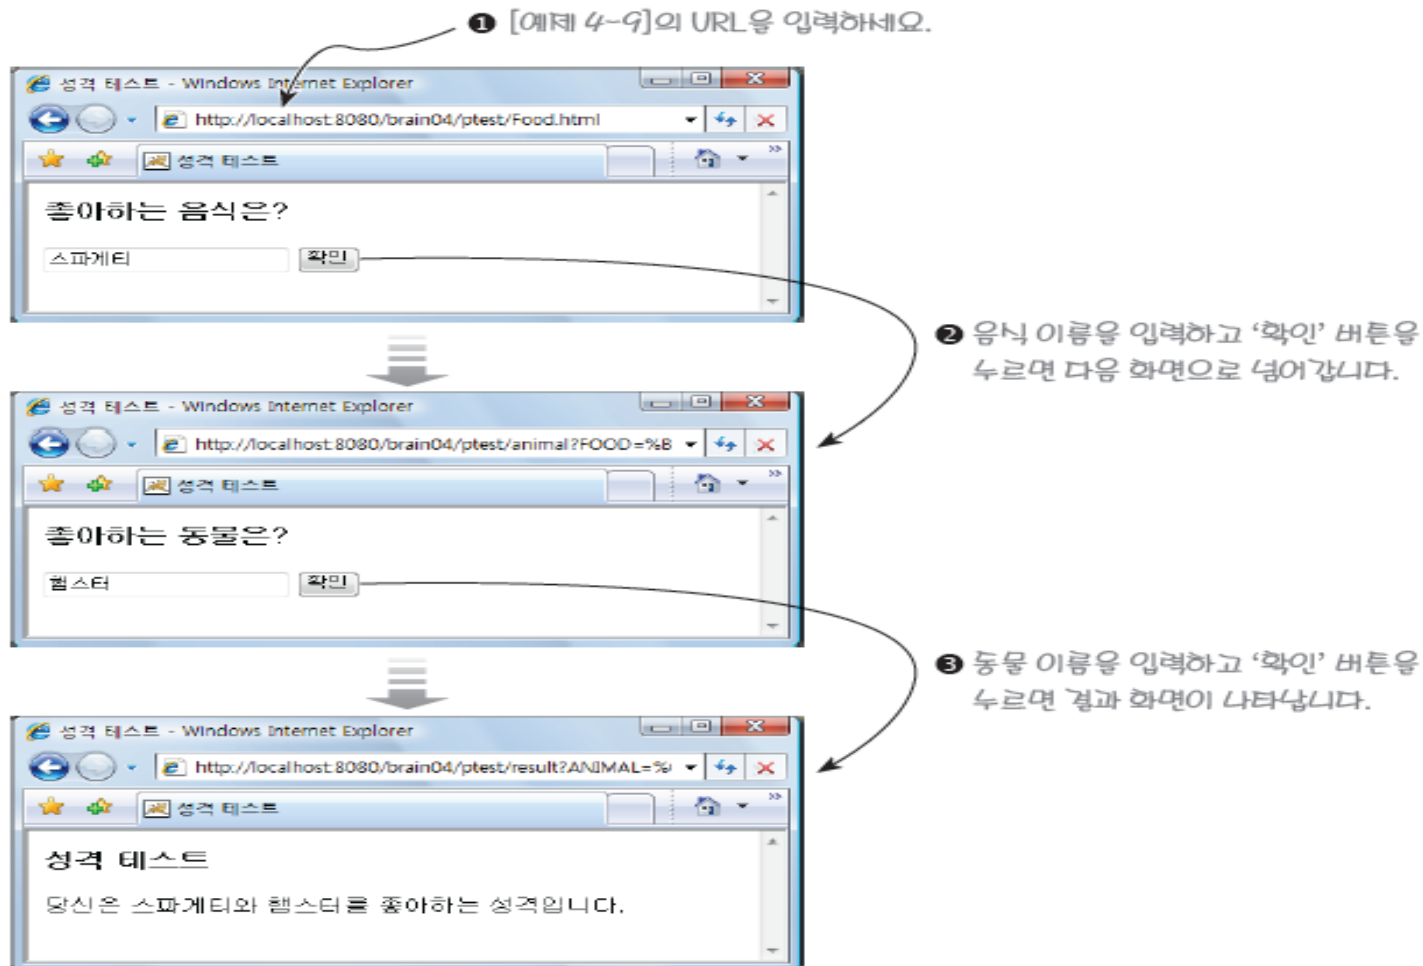 ❶ [예제 4-9]의 URL을 입력하세요.
성격 테스트 - Windows Internet Explorer
http://localhost:8080/brain04/ptest/Food.html
성격 테스트
좋아하는 음식은?
스파게티 확인
❷ 음식 이름을 입력하고 ‘확인’ 버튼을
누르면 다음 화면으로 넘어갑니다.
성격 테스트 - Windows Internet Explorer
http://localhost:8080/brain04/ptest/animal?FOOD=%B
성격 테스트
좋아하는 동물은?
햄스터 확인
❸ 동물 이름을 입력하고 ‘확인’ 버튼을
누르면 결과 화면이 나타납니다.
성격 테스트 - Windows Internet Explorer
http://localhost:8080/brain04/ptest/result?ANIMAL=%
성격 테스트
성격 테스트
당신은 스파게티와 햄스터를 좋아하는 성격입니다.